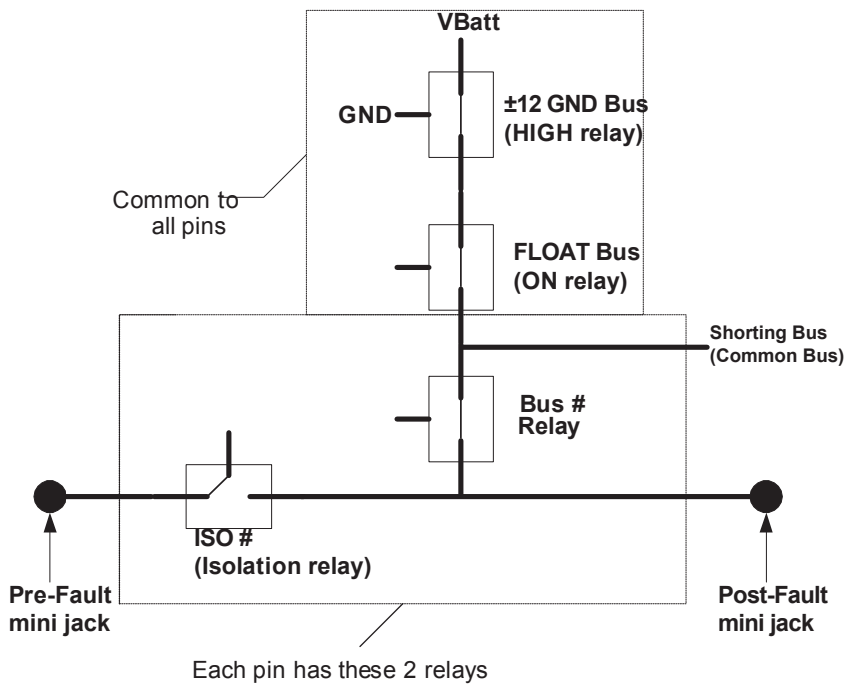 VBatt
GND
±12 GND Bus
(HIGH relay)
Common to
all pins
FLOAT Bus
(ON relay)
Shorting Bus
(Common Bus)
Bus #
Relay
ISO #
(Isolation relay)
Pre-Fault
mini jack
Post-Fault
mini jack
Each pin has these 2 relays